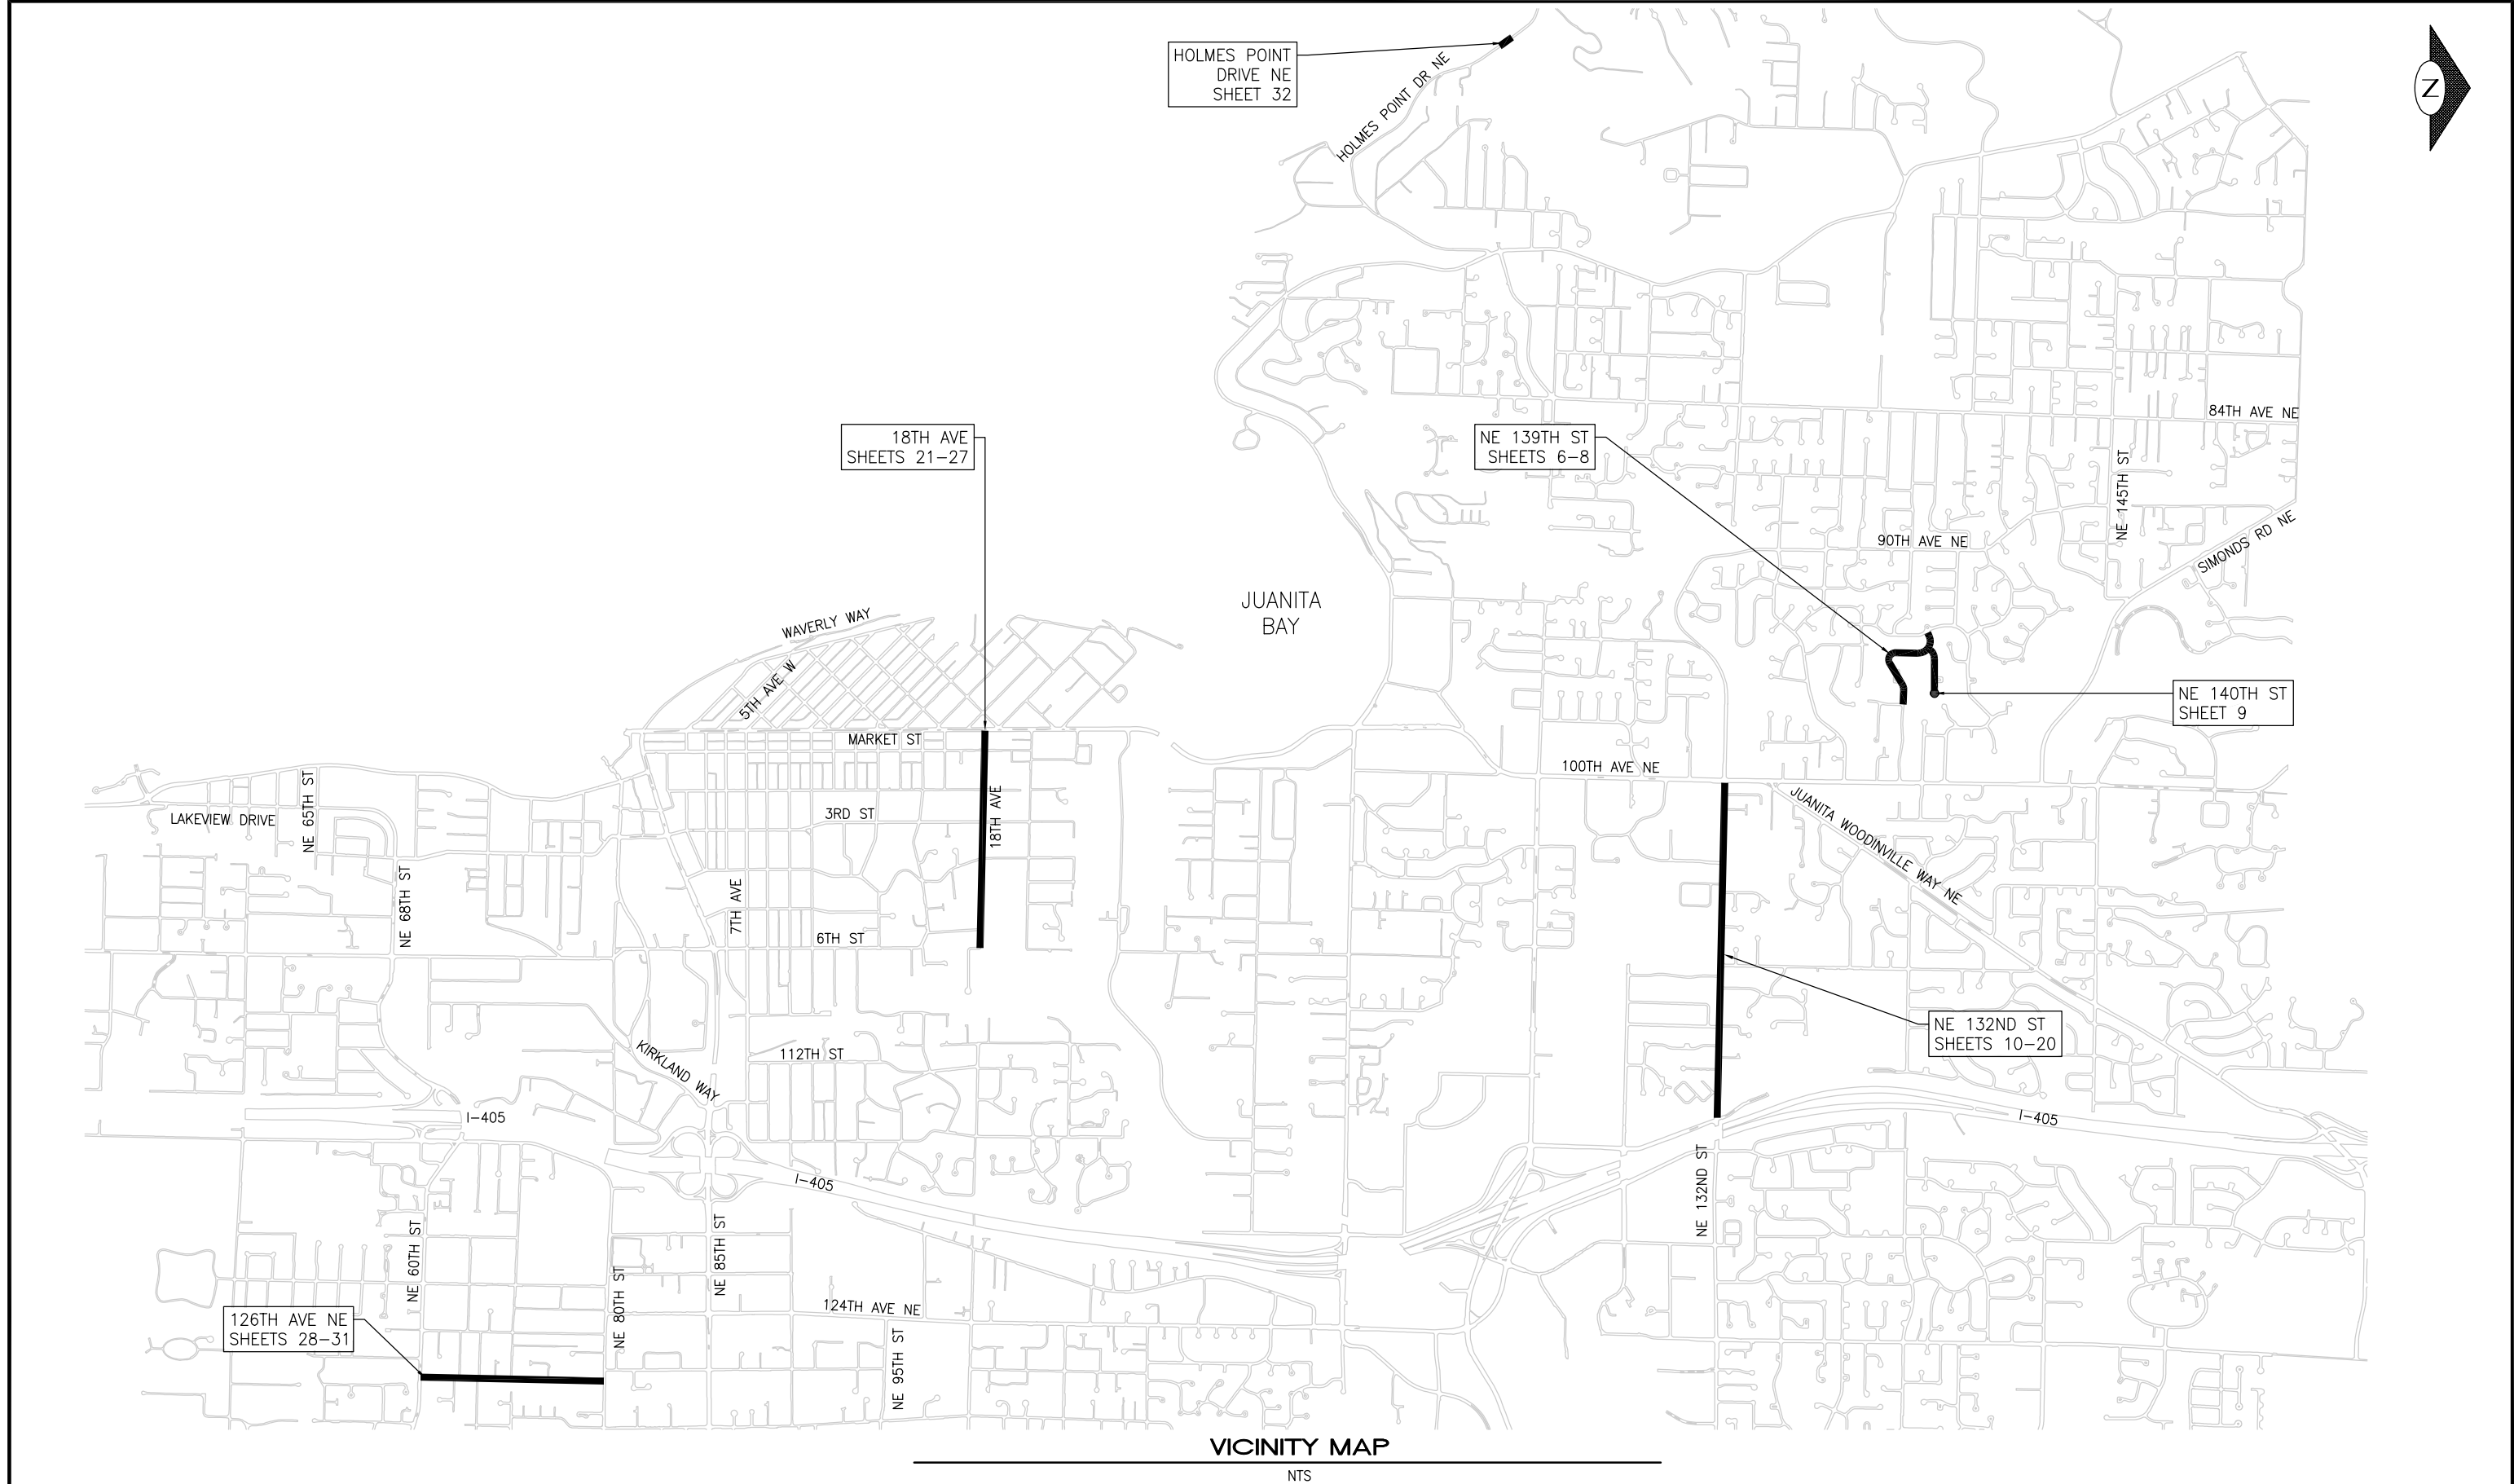 HOLMES POINT
DRIVE NE
SHEET 32
HOLMES POINT DR NE
Z
84TH AVE NE
18TH AVE
SHEETS 21-27
NE 139TH ST
SHEETS 6-8
NE 145TH ST
90TH AVE NE
SIMONDS RD NE
JUANITA
BAY
WAVERLY WAY
5TH AVE W
NE 140TH ST
SHEET 9
MARKET ST
100TH AVE NE
NE 65TH ST
LAKEVIEW DRIVE
3RD ST
18TH AVE
JUANITA WOODINVILLE WAY NE
NE 68TH ST
7TH AVE
6TH ST
NE 132ND ST
SHEETS 10-20
KIRKLAND WAY
112TH ST
I-405
I-405
I-405
NE 132ND ST
NE 60TH ST
NE 80TH ST
NE 85TH ST
124TH AVE NE
NE 95TH ST
126TH AVE NE
SHEETS 28-31
VICINITY MAP
NTS